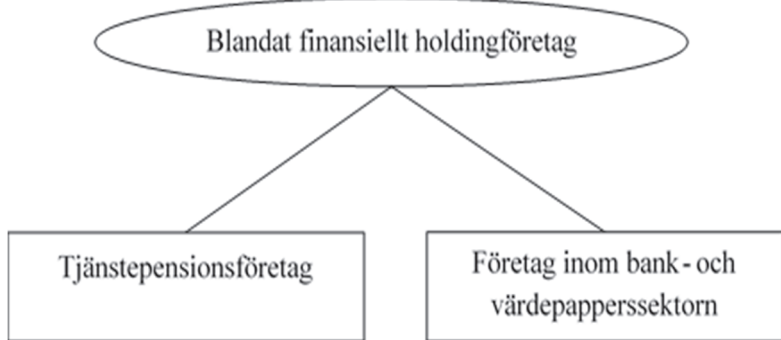 Blandat finansiellt holdingföretag
Tjänstepensionsföretag
Företag inom bank- och
värdepapperssektorn